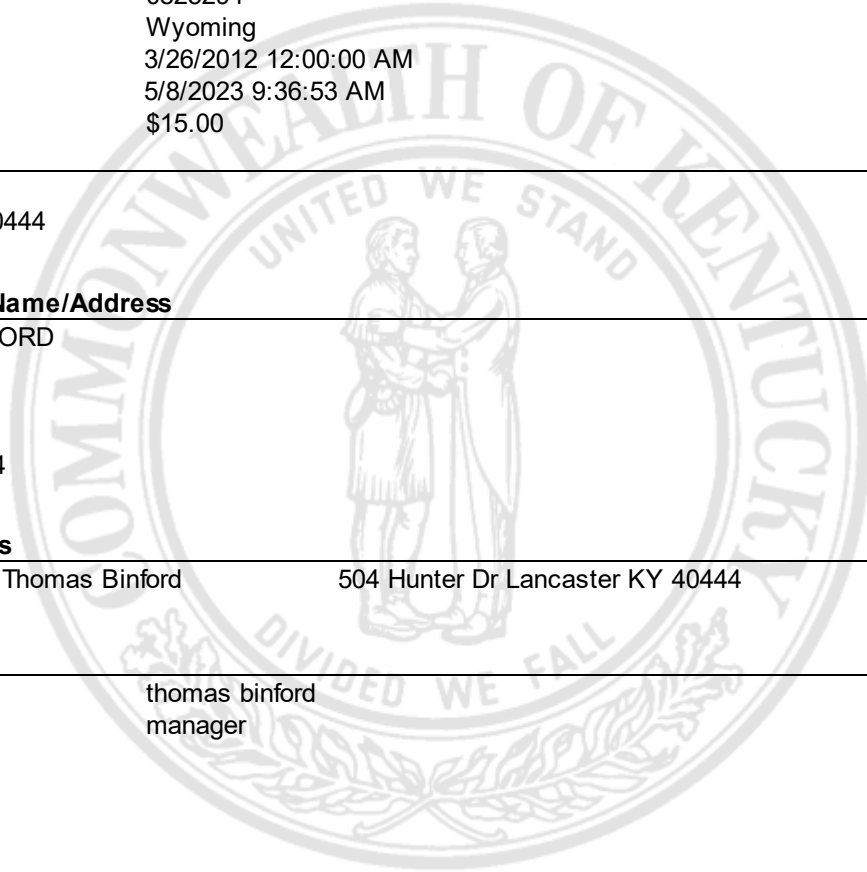 Wyoming
3/26/2012 12:00:00 AM
5/8/2023 9:36:53 AM
$15.00
0444
Name/Address
ORD
4
s
Thomas Binford 504 Hunter Dr Lancaster KY 40444
thomas binford
manager
COMMONWEALTH OF KENTUCKY
UNITED WE STAND
DIVIDED WE FALL